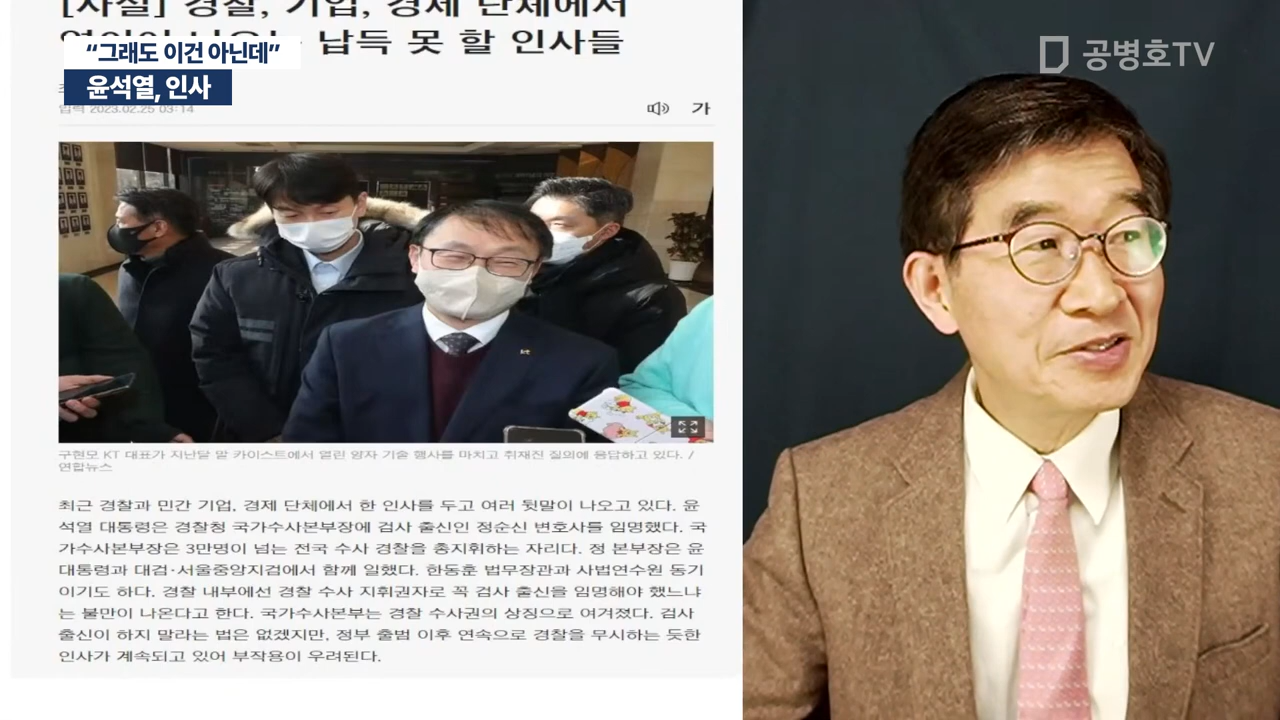 [사설] 경찰, 기업, 경제 단체에서
납득 못 할 인사들
“그래도 이건 아닌데”
윤석열, 인사
공병호TV
입력 2023.02.25 03:14
가
kt
구현모 KT 대표가 지난달 말 카이스트에서 열린 양자 기술 행사를 마치고 취재진 질의에 응답하고 있다. /
연합뉴스
최근 경찰과 민간 기업, 경제 단체에서 한 인사를 두고 여러 뒷말이 나오고 있다. 윤
석열 대통령은 경찰청 국가수사본부장에 검사 출신인 정순신 변호사를 임명했다. 국
가수사본부장은 3만명이 넘는 전국 수사 경찰을 총지휘하는 자리다. 정 본부장은 윤
대통령과 대검·서울중앙지검에서 함께 일했다. 한동훈 법무장관과 사법연수원 동기
이기도 하다. 경찰 내부에선 경찰 수사 지휘권자로 꼭 검사 출신을 임명해야 했느냐
는 불만이 나온다고 한다. 국가수사본부는 경찰 수사권의 상징으로 여겨졌다. 검사
출신이 하지 말라는 법은 없겠지만, 정부 출범 이후 연속으로 경찰을 무시하는 듯한
인사가 계속되고 있어 부작용이 우려된다.